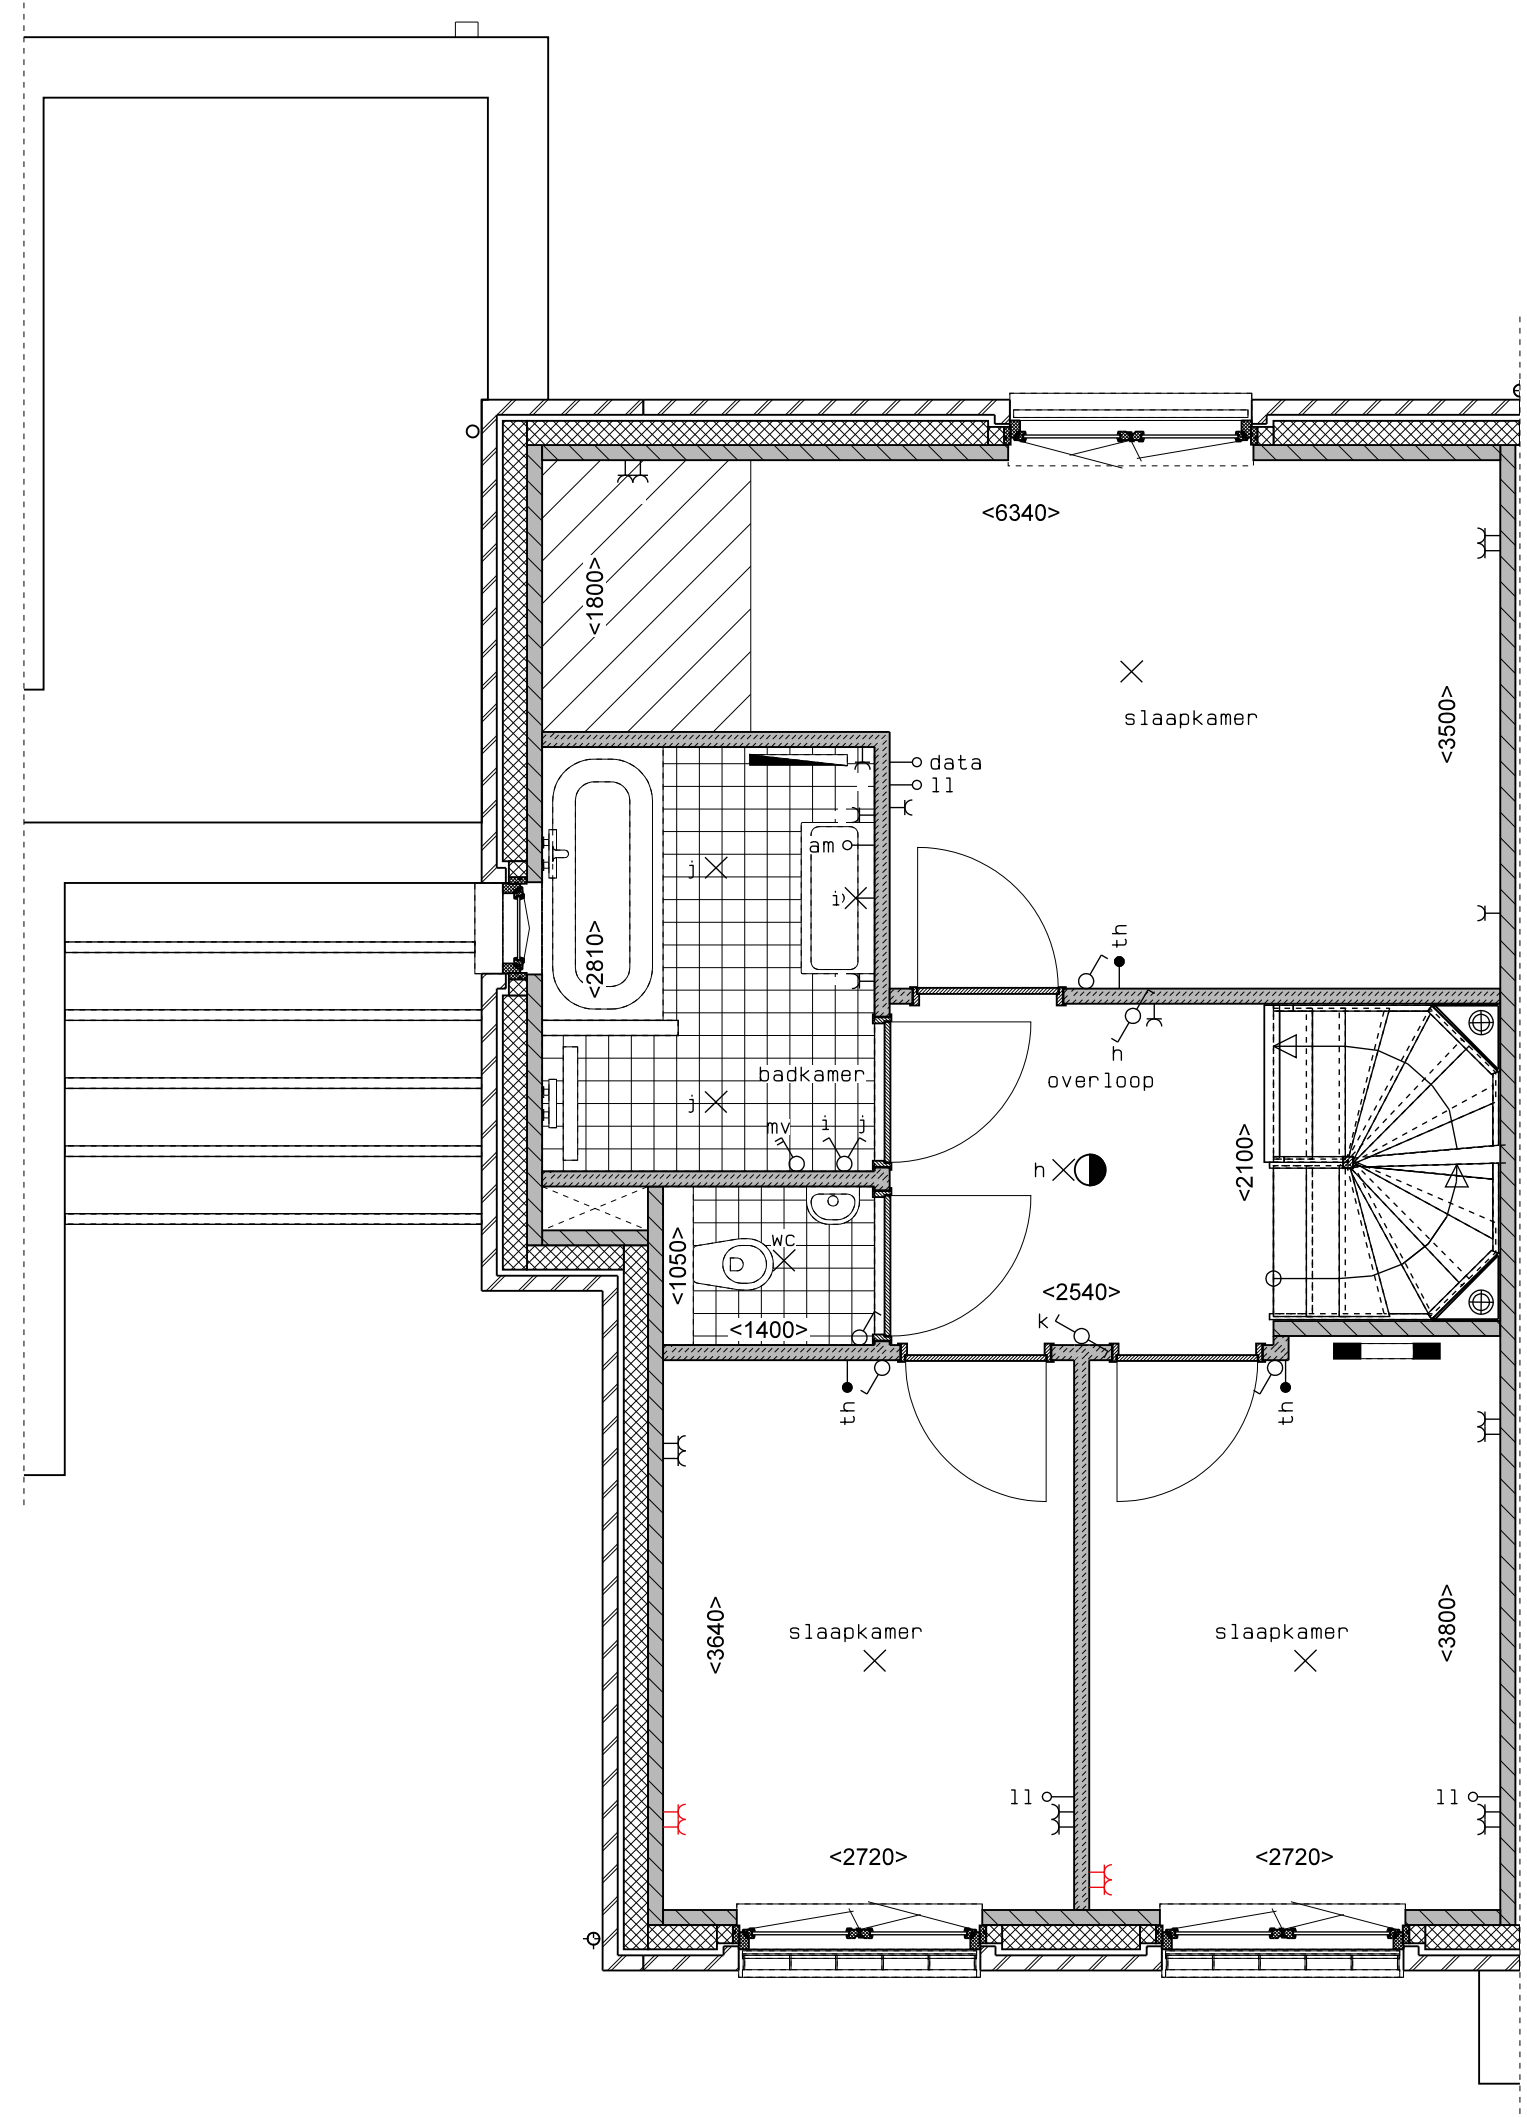 <6340>
<1800>
slaapkamer
<3500>
data
ll
am
j
i
<2810>
th
h
badkamer
overloop
j
mv
i
j
<2100>
h
wc
<1050>
<2540>
<1400>
k
th
th
<3640>
slaapkamer
slaapkamer
<3800>
ll
ll
<2720>
<2720>